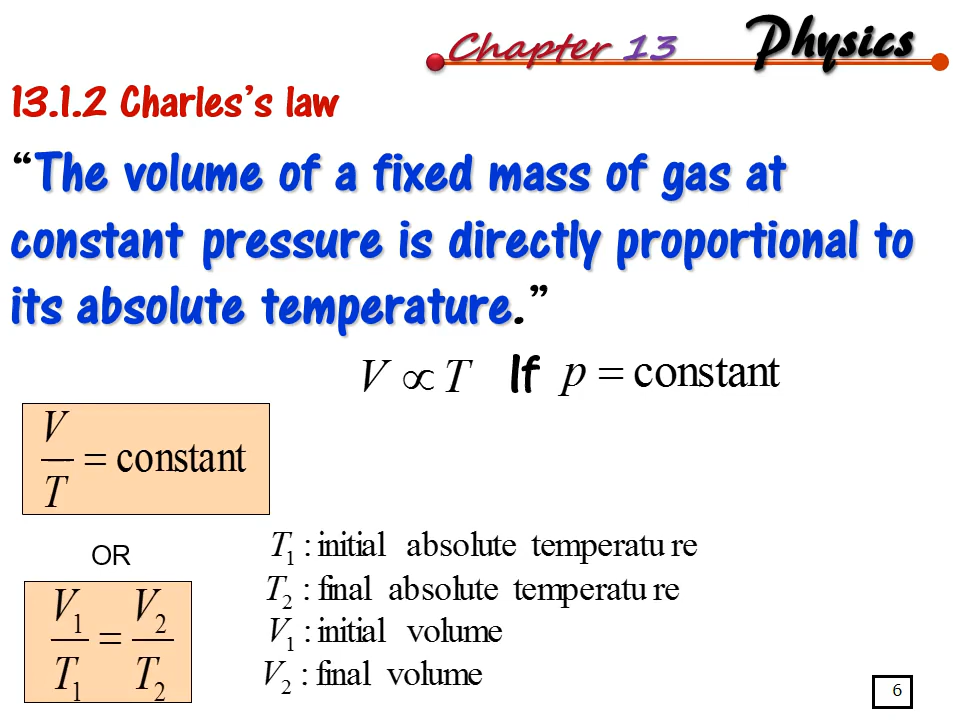 Chapter 13 Physics
13.1.2 Charles’s law
“The volume of a fixed mass of gas at
constant pressure is directly proportional to
its absolute temperature.”
V ∝ T If p = constant
V/T = constant
OR
V₁/T₁ = V₂/T₂
T₁ : initial absolute temperatu re
T₂ : final absolute temperatu re
V₁ : initial volume
V₂ : final volume
6